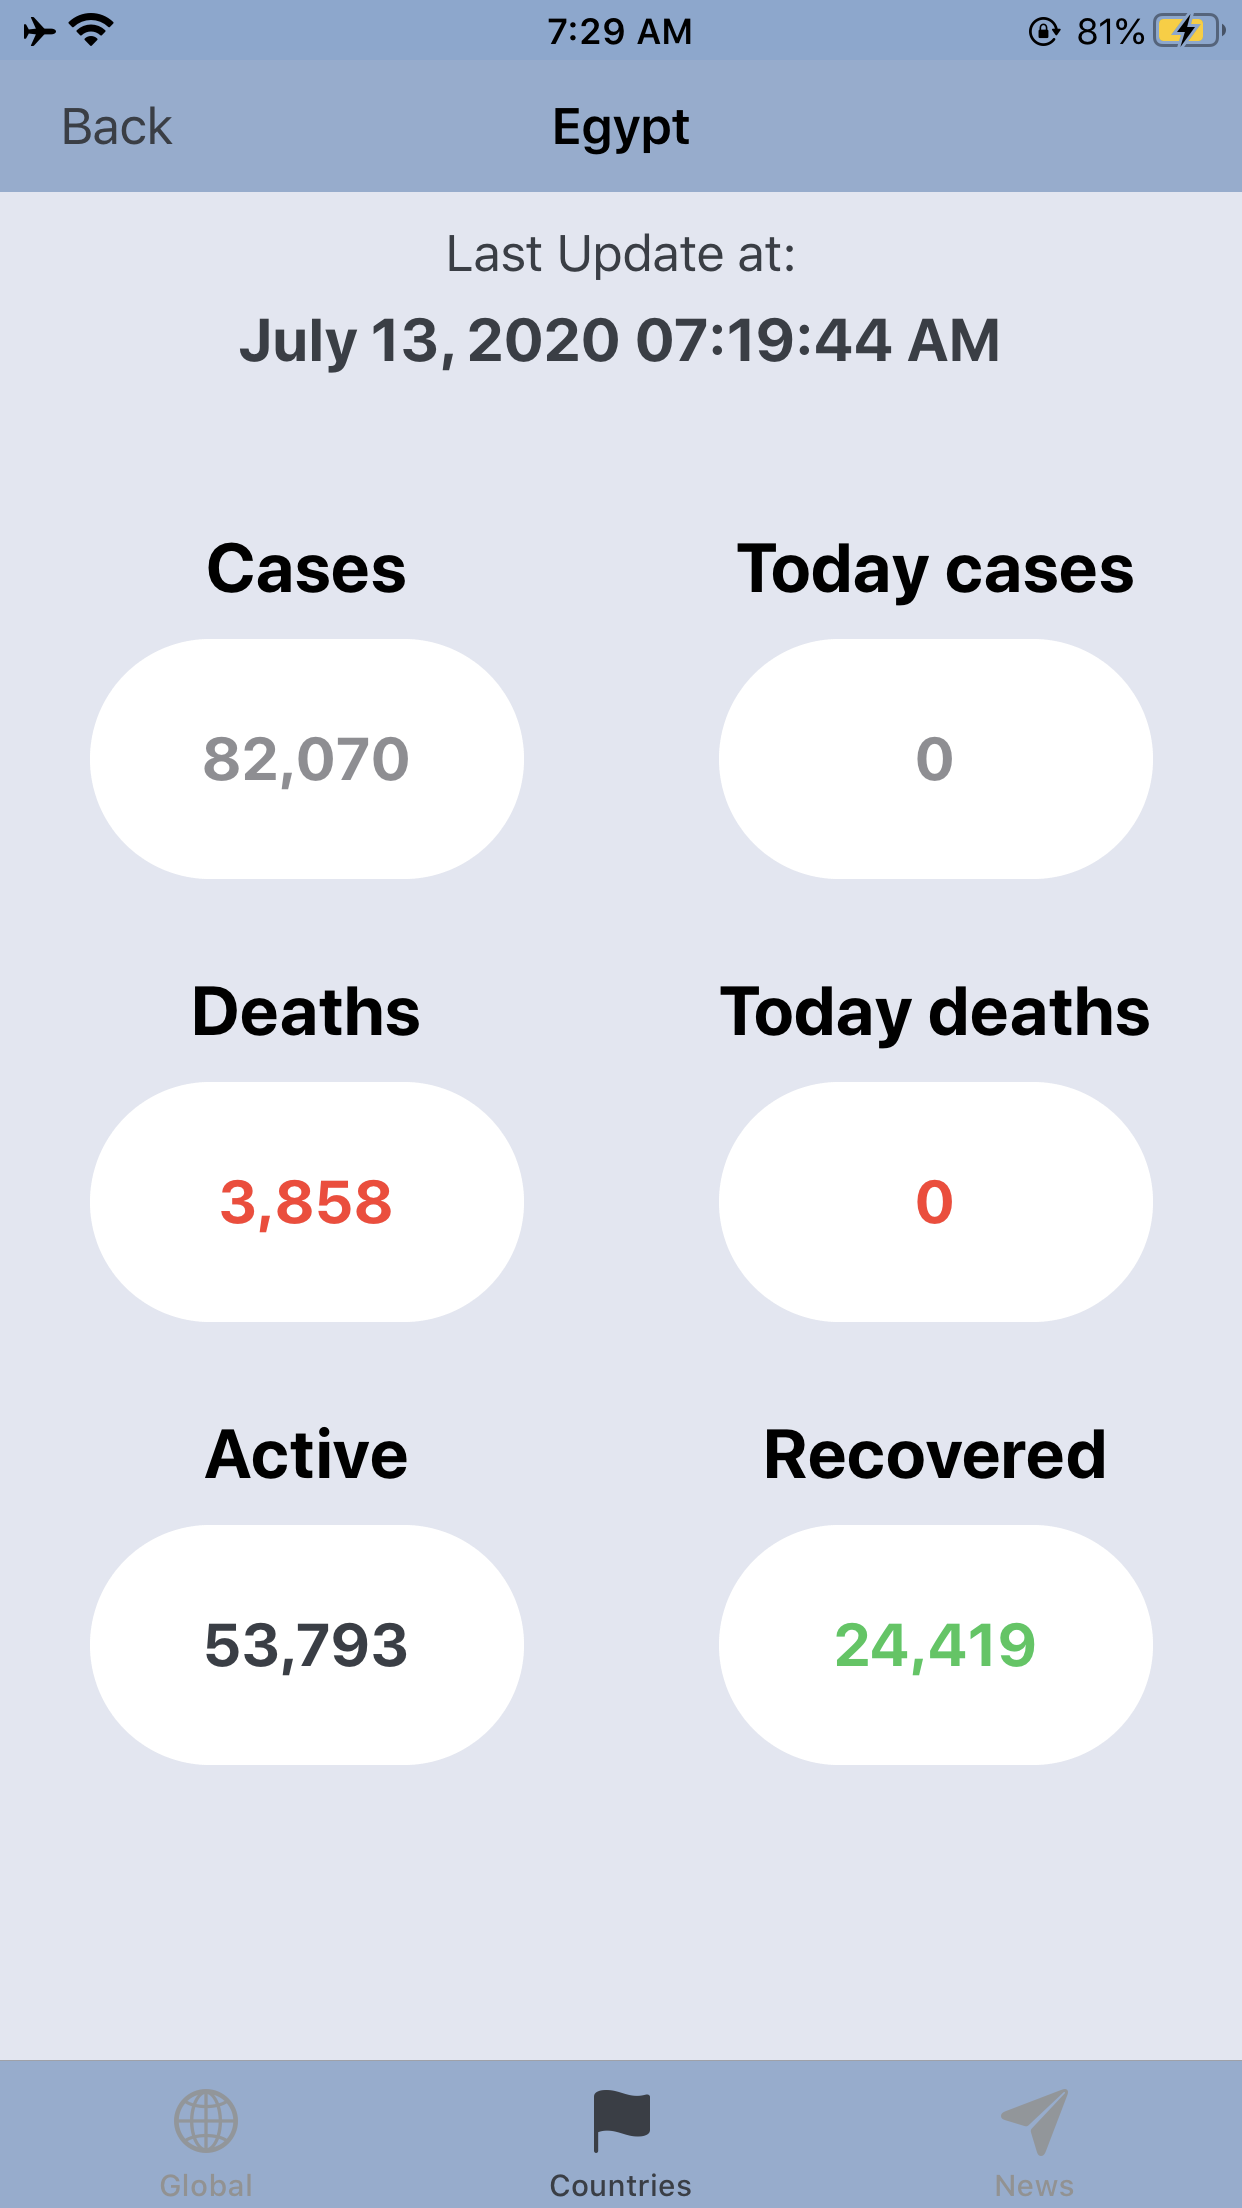 7:29 AM
81%
Back
Egypt
Last Update at:
July 13, 2020 07:19:44 AM
Cases
Today cases
82,070
0
Deaths
Today deaths
3,858
0
Active
Recovered
53,793
24,419
Global
Countries
News